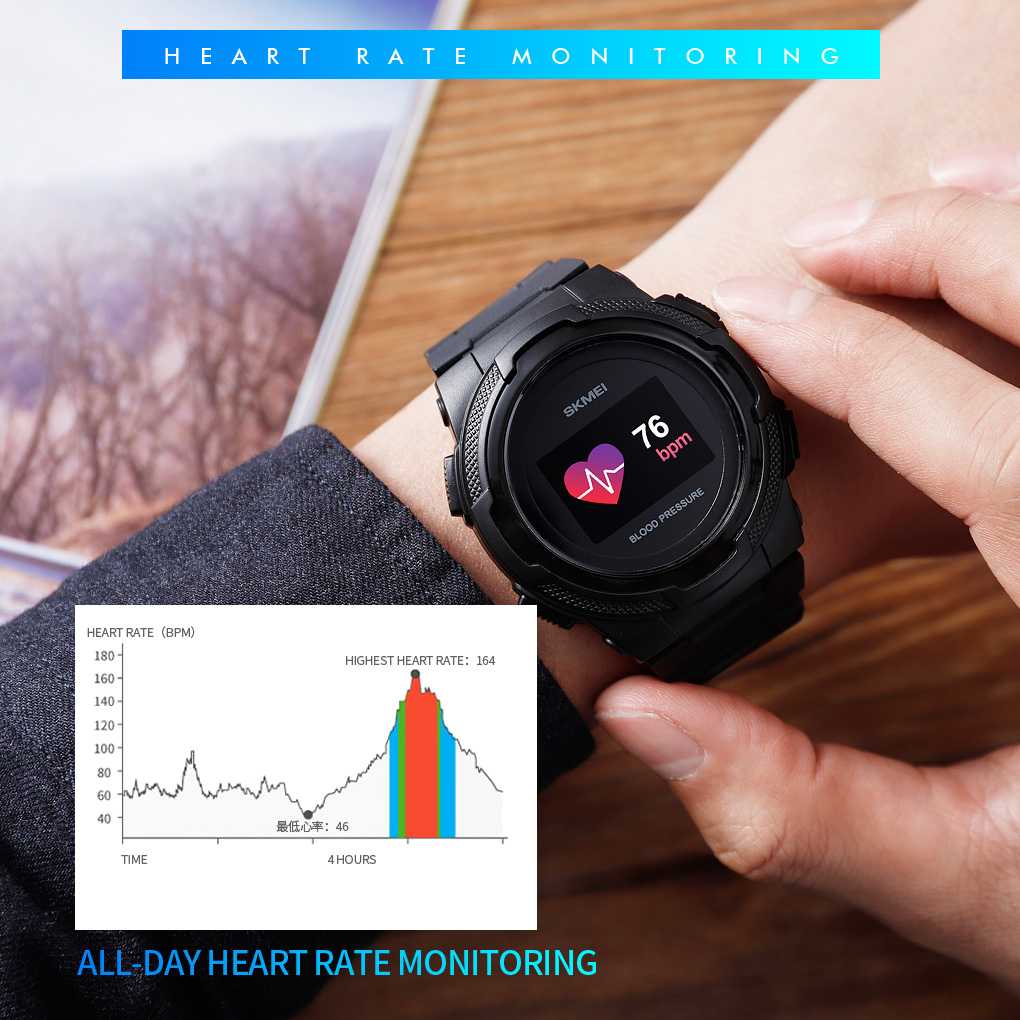 HEART RATE MONITORING
SKMEI
76
bpm
BLOOD PRESSURE
HEART RATE（BPM）
HIGHEST HEART RATE：164
180
160
140
120
100
80
60
40
最低心率：46
TIME
4 HOURS
ALL-DAY HEART RATE MONITORING